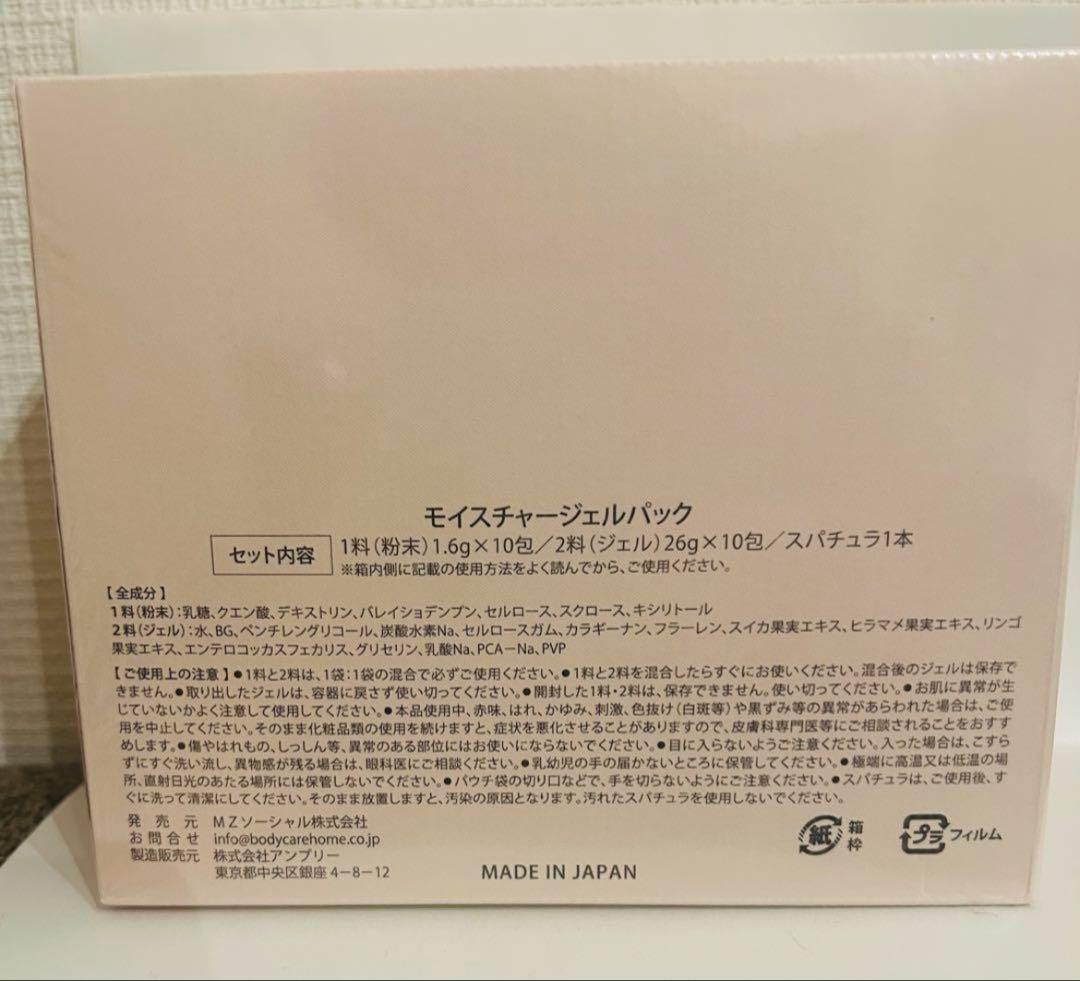 モイスチャージェルパック
セット内容
1料（粉末）1.6g×10包／2料（ジェル）26g×10包／スパチュラ1本
※箱内側に記載の使用方法をよく読んでから、ご使用ください。
【全成分】
1料（粉末）：乳糖、クエン酸、デキストリン、バレイショデンプン、セルロース、スクロース、キシリトール
2料（ジェル）：水、BG、ペンチレングリコール、炭酸水素Na、セルロースガム、カラギーナン、フラーレン、スイカ果実エキス、ヒラマメ果実エキス、リンゴ
果実エキス、エンテロコッカスフェカリス、グリセリン、乳酸Na、PCA－Na、PVP
【ご使用上の注意】●1料と2料は、1袋：1袋の混合で必ずご使用ください。●1料と2料を混合したらすぐにお使いください。混合後のジェルは保存で
きません。●取り出したジェルは、容器に戻さず使い切ってください。●開封した1料・2料は、保存できません。使い切ってください。●お肌に異常が生
じていないかよく注意して使用してください。●本品使用中、赤味、はれ、かゆみ、刺激、色抜け（白斑等）や黒ずみ等の異常があらわれた場合は、ご使
用を中止してください。そのまま化粧品類の使用を続けますと、症状を悪化させることがありますので、皮膚科専門医等にご相談されることをおすす
めします。●傷やはれもの、しっしん等、異常のある部位にはお使いにならないでください。●目に入らないようご注意ください。入った場合は、こすら
ずにすぐ洗い流し、異物感が残る場合は、眼科医にご相談ください。●乳幼児の手の届かないところに保管してください。●極端に高温又は低温の場
所、直射日光のあたる場所には保管しないでください。●パウチ袋の切り口などで、手を切らないようにご注意ください。●スパチュラは、ご使用後、す
ぐに洗って清潔にしてください。そのまま放置しますと、汚染の原因となります。汚れたスパチュラを使用しないでください。
発売元 MZソーシャル株式会社
お問合せ info@bodycarehome.co.jp
製造販売元 株式会社アンプリー
東京都中央区銀座4－8－12
MADE IN JAPAN
紙 箱
枠
プラ フィルム